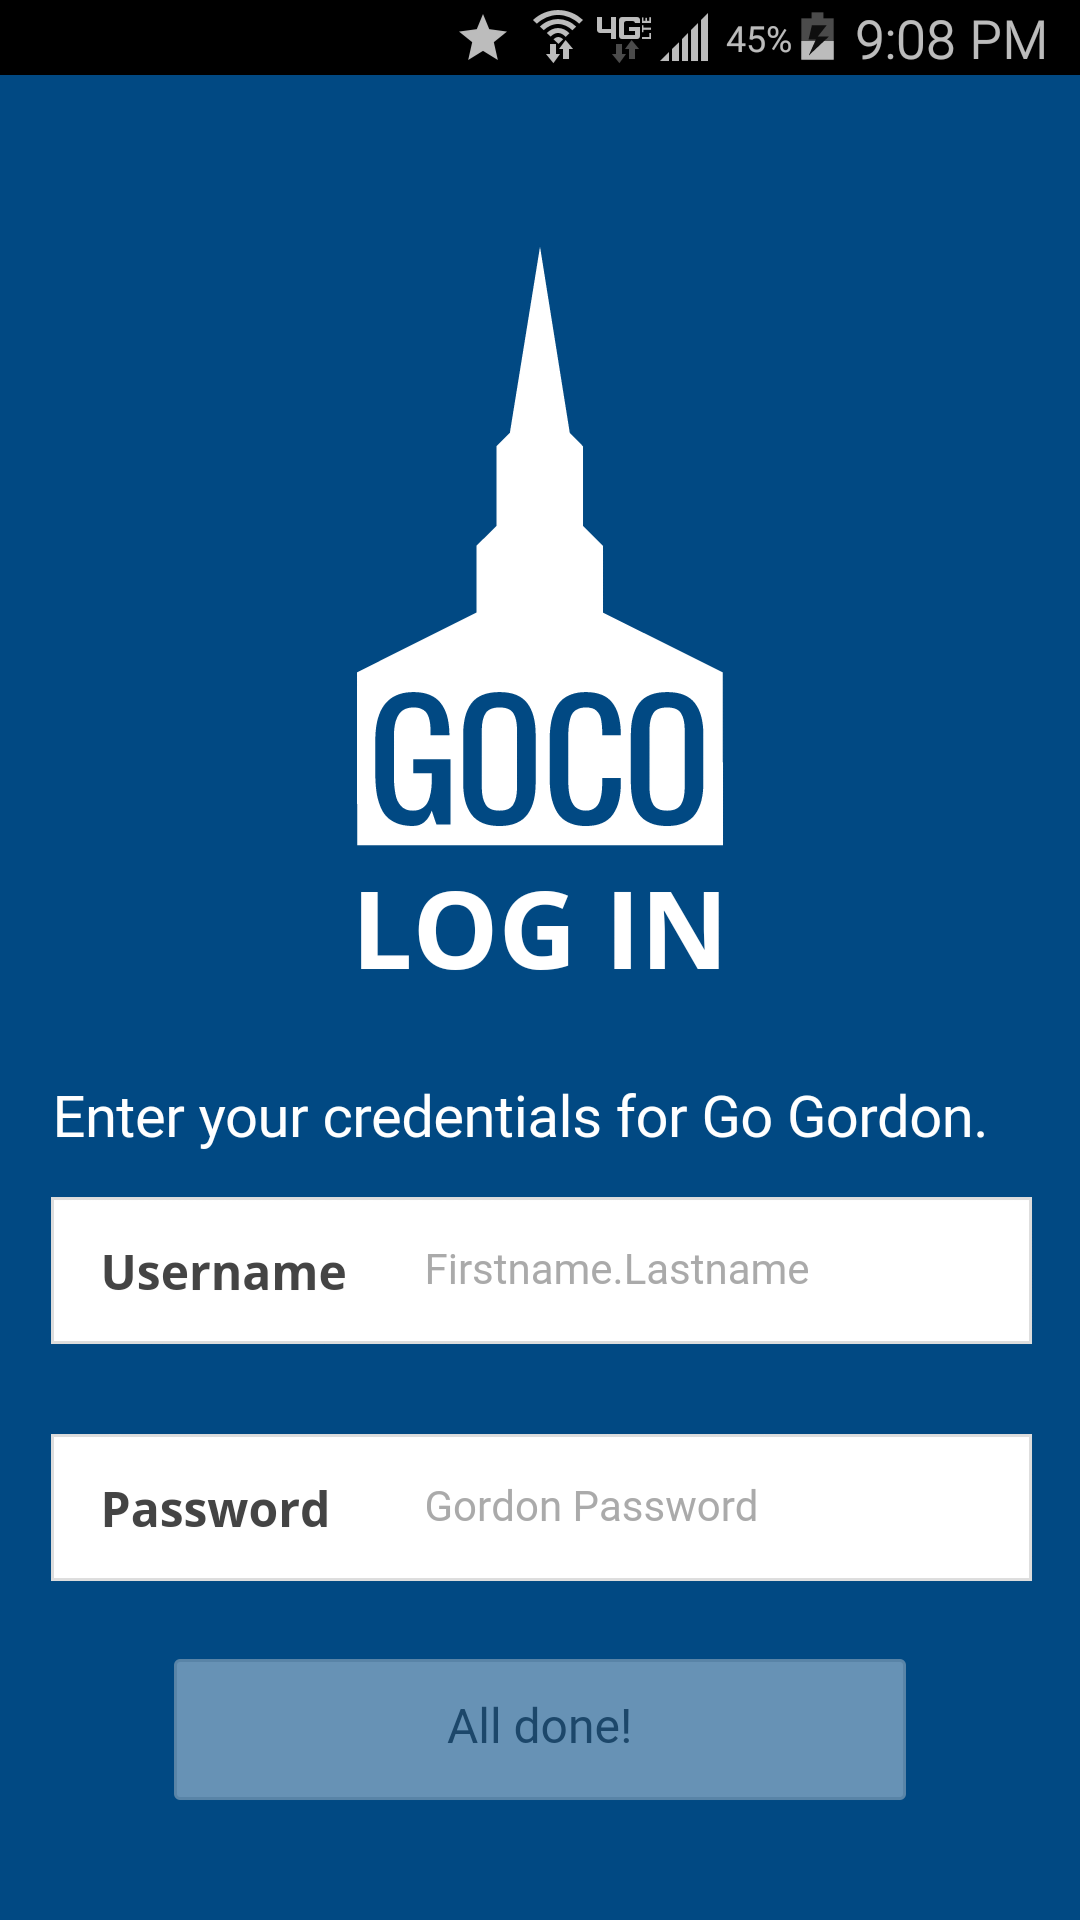 4G LTE 45% 9:08 PM
GOCO
LOG IN
Enter your credentials for Go Gordon.
Username Firstname.Lastname
Password Gordon Password
All done!